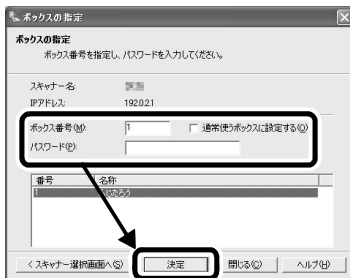 ボックスの指定
ボックスの指定
ボックス番号を指定し、パスワードを入力してください。
スキャナー名:
IPアドレス: 192.0.2.1
ボックス番号(M): 1 通常使うボックスに設定する(O)
パスワード(P):
番号 名称
1
< スキャナー選択画面へ(S) 決定 閉じる(C) ヘルプ(H)